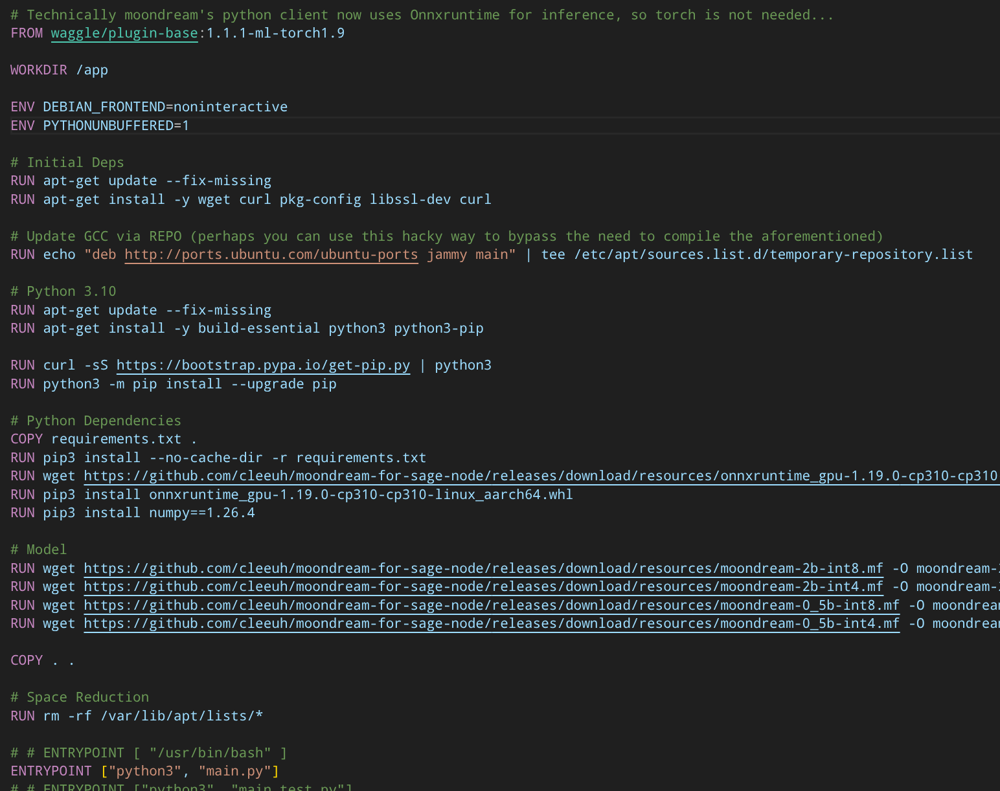 # Technically moondream's python client now uses Onnxruntime for inference, so torch is not needed...
FROM waggle/plugin-base:1.1.1-ml-torch1.9
WORKDIR /app
ENV DEBIAN_FRONTEND=noninteractive
ENV PYTHONUNBUFFERED=1
# Initial Deps
RUN apt-get update --fix-missing
RUN apt-get install -y wget curl pkg-config libssl-dev curl
# Update GCC via REPO (perhaps you can use this hacky way to bypass the need to compile the aforementioned)
RUN echo "deb http://ports.ubuntu.com/ubuntu-ports jammy main" | tee /etc/apt/sources.list.d/temporary-repository.list
# Python 3.10
RUN apt-get update --fix-missing
RUN apt-get install -y build-essential python3 python3-pip
RUN curl -sS https://bootstrap.pypa.io/get-pip.py | python3
RUN python3 -m pip install --upgrade pip
# Python Dependencies
COPY requirements.txt .
RUN pip3 install --no-cache-dir -r requirements.txt
RUN wget https://github.com/cleeuh/moondream-for-sage-node/releases/download/resources/onnxruntime_gpu-1.19.0-cp310-cp310
RUN pip3 install onnxruntime_gpu-1.19.0-cp310-cp310-linux_aarch64.whl
RUN pip3 install numpy==1.26.4
# Model
RUN wget https://github.com/cleeuh/moondream-for-sage-node/releases/download/resources/moondream-2b-int8.mf -O moondream-2
RUN wget https://github.com/cleeuh/moondream-for-sage-node/releases/download/resources/moondream-2b-int4.mf -O moondream-2
RUN wget https://github.com/cleeuh/moondream-for-sage-node/releases/download/resources/moondream-0_5b-int8.mf -O moondream
RUN wget https://github.com/cleeuh/moondream-for-sage-node/releases/download/resources/moondream-0_5b-int4.mf -O moondream
COPY . .
# Space Reduction
RUN rm -rf /var/lib/apt/lists/*
# # ENTRYPOINT [ "/usr/bin/bash" ]
ENTRYPOINT ["python3", "main.py"]
# # ENTRYPOINT ["python3", "main_test.py"]